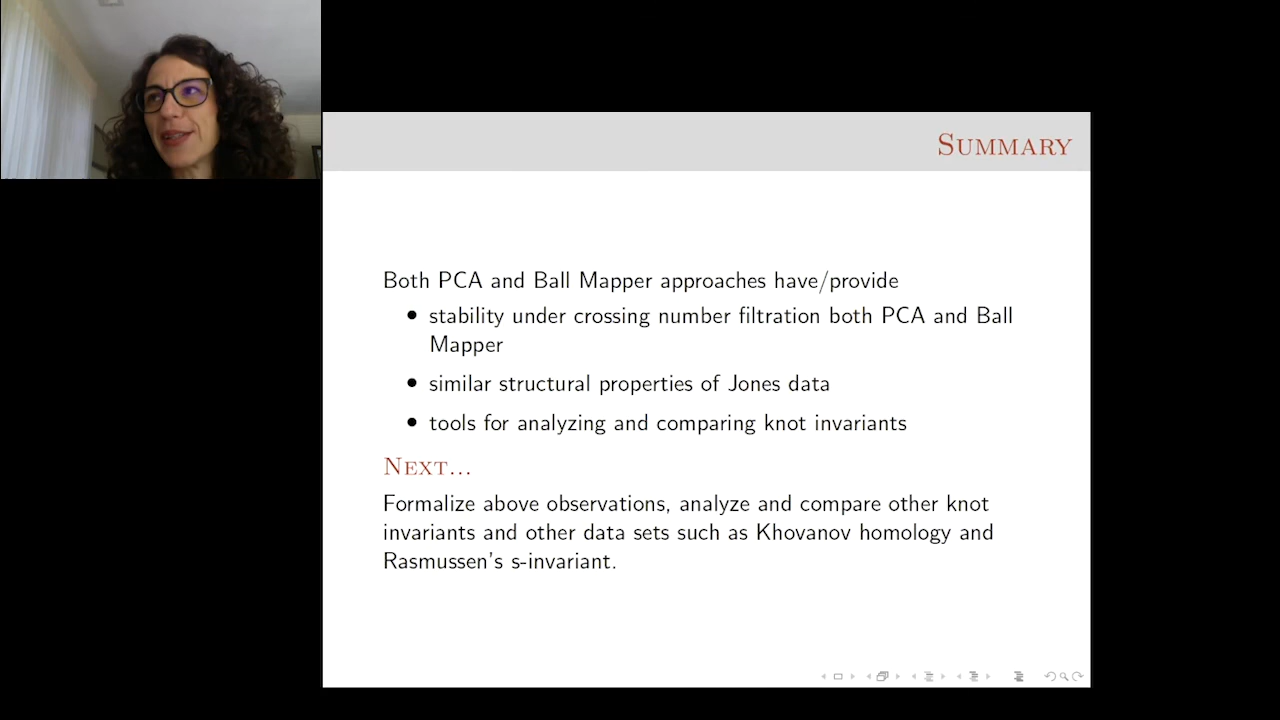 Summary
Both PCA and Ball Mapper approaches have/provide
• stability under crossing number filtration both PCA and Ball
Mapper
• similar structural properties of Jones data
• tools for analyzing and comparing knot invariants
Next...
Formalize above observations, analyze and compare other knot
invariants and other data sets such as Khovanov homology and
Rasmussen's s-invariant.